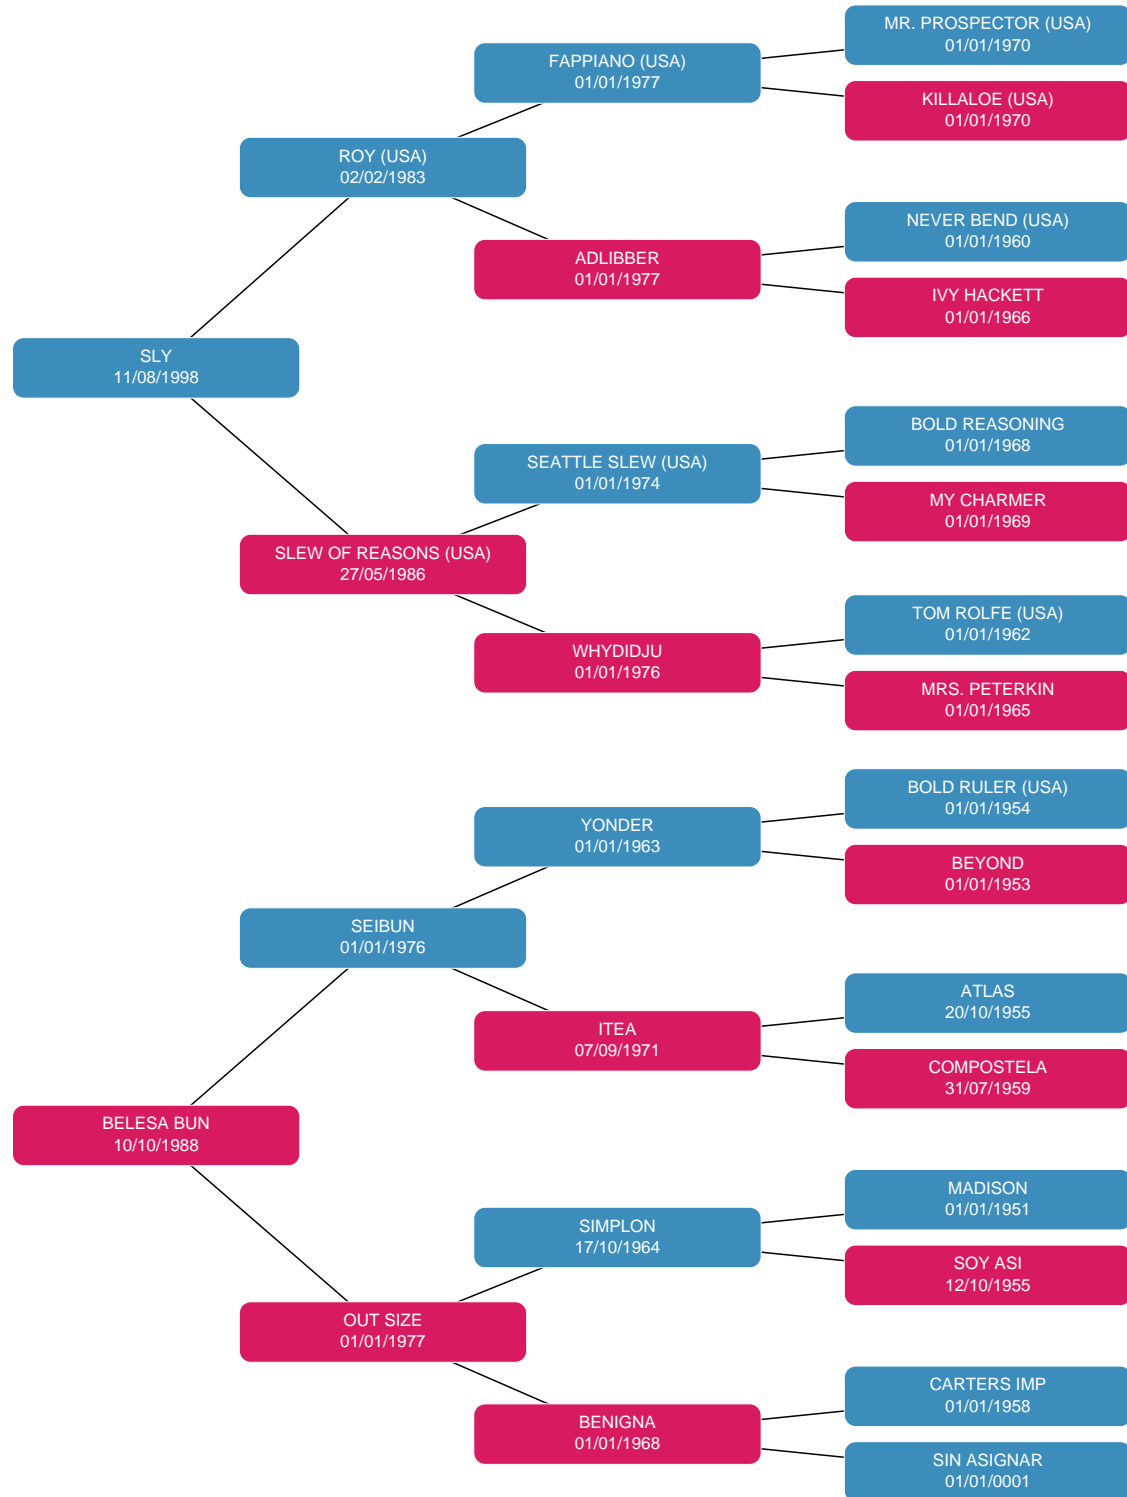 MR. PROSPECTOR (USA)
01/01/1970
FAPPIANO (USA)
01/01/1977
KILLALOE (USA)
01/01/1970
ROY (USA)
02/02/1983
NEVER BEND (USA)
01/01/1960
ADLIBBER
01/01/1977
IVY HACKETT
01/01/1966
SLY
11/08/1998
BOLD REASONING
01/01/1968
SEATTLE SLEW (USA)
01/01/1974
MY CHARMER
01/01/1969
SLEW OF REASONS (USA)
27/05/1986
TOM ROLFE (USA)
01/01/1962
WHYDIDJU
01/01/1976
MRS. PETERKIN
01/01/1965
BOLD RULER (USA)
01/01/1954
YONDER
01/01/1963
BEYOND
01/01/1953
SEIBUN
01/01/1976
ATLAS
20/10/1955
ITEA
07/09/1971
COMPOSTELA
31/07/1959
BELESA BUN
10/10/1988
MADISON
01/01/1951
SIMPLON
17/10/1964
SOY ASI
12/10/1955
OUT SIZE
01/01/1977
CARTERS IMP
01/01/1958
BENIGNA
01/01/1968
SIN ASIGNAR
01/01/0001